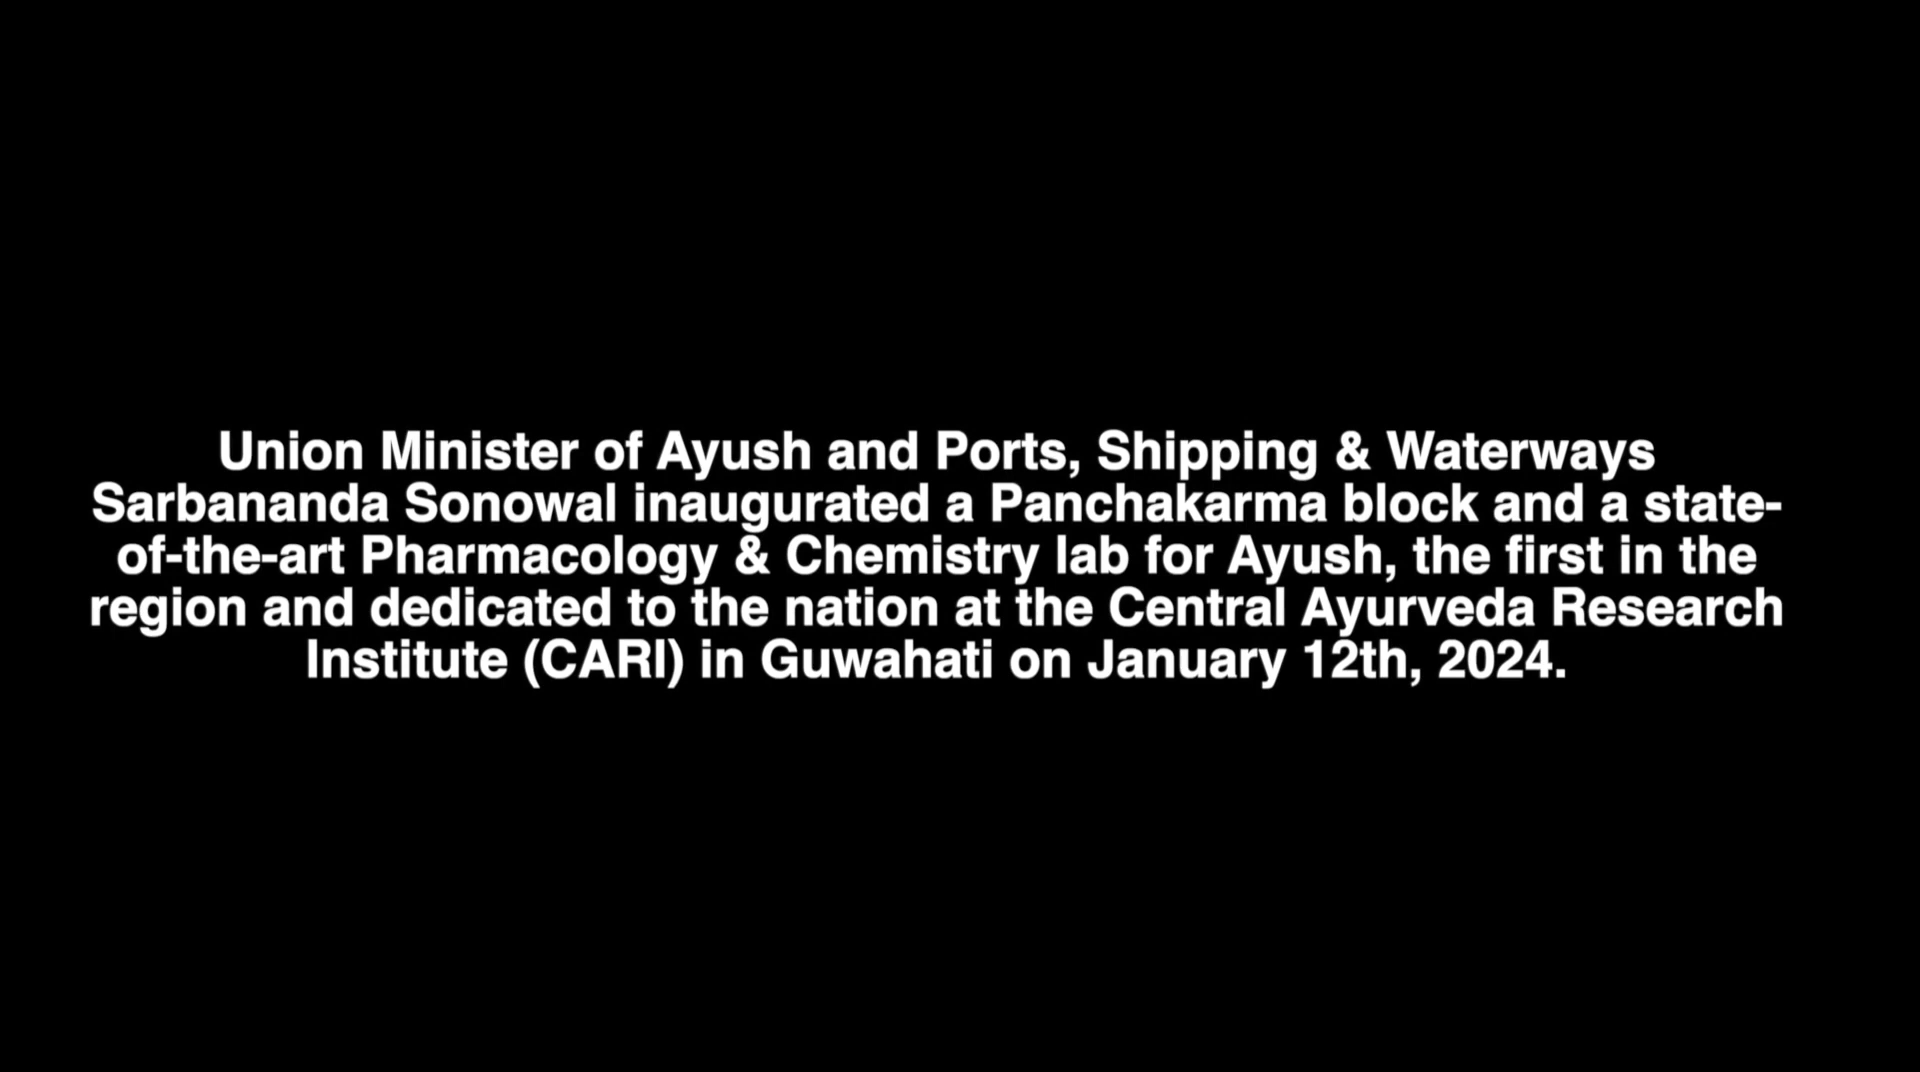 Union Minister of Ayush and Ports, Shipping & Waterways
Sarbananda Sonowal inaugurated a Panchakarma block and a state-
of-the-art Pharmacology & Chemistry lab for Ayush, the first in the
region and dedicated to the nation at the Central Ayurveda Research
Institute (CARI) in Guwahati on January 12th, 2024.